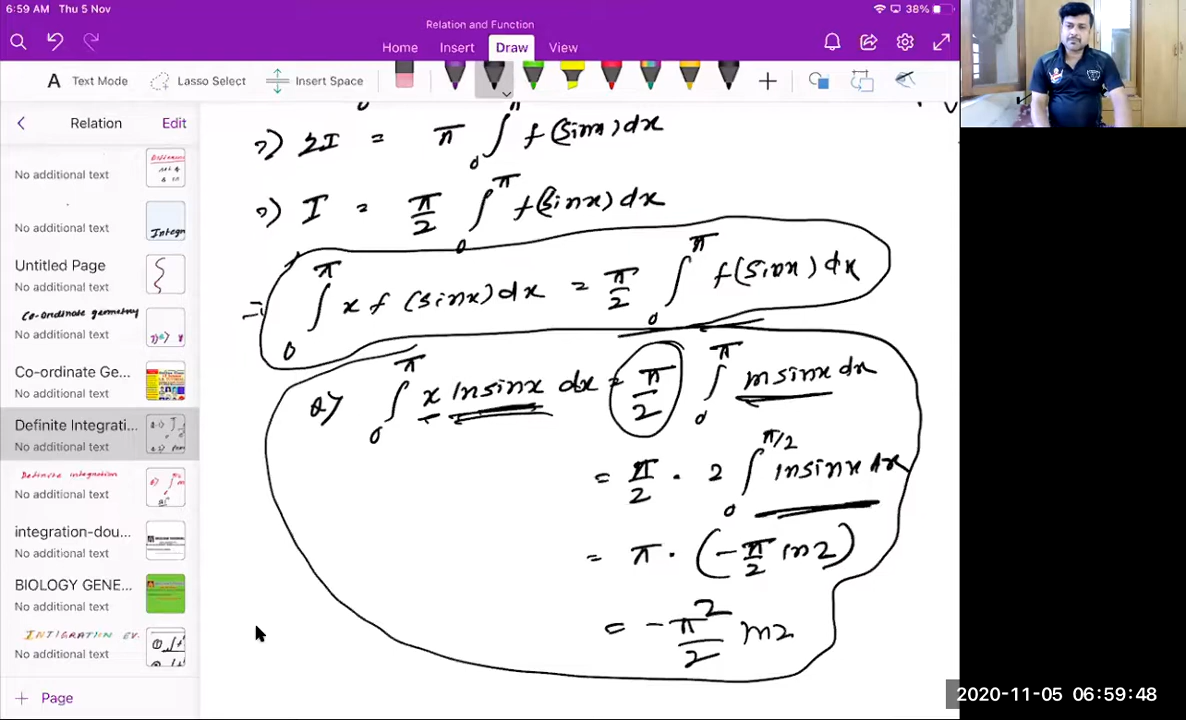 6:59 AM Thu 5 Nov
38%
Relation and Function
Home Insert Draw View
Text Mode Lasso Select Insert Space
Relation Edit
No additional text
No additional text
Untitled Page
No additional text
Co-ordinate geometry
No additional text
Co-ordinate Ge...
No additional text
Definite Integrati...
No additional text
Definite integration
No additional text
integration-dou...
No additional text
BIOLOGY GENE...
No additional text
INTIGRATION EV.
No additional text
+ Page
⇒) 2I = π ∫₀^π f(sinx)dx
⇒) I = π/2 ∫₀^π f(sinx)dx
⇒ ∫₀^π x f(sinx)dx = π/2 ∫₀^π f(sinx)dx
Q) ∫₀^π x lnsinx dx = π/2 ∫₀^π lnsinx dx
= π/2 · 2 ∫₀^π/2 lnsinx dx
= π · (-π/2 ln2)
= -π²/2 ln2
2020-11-05 06:59:48